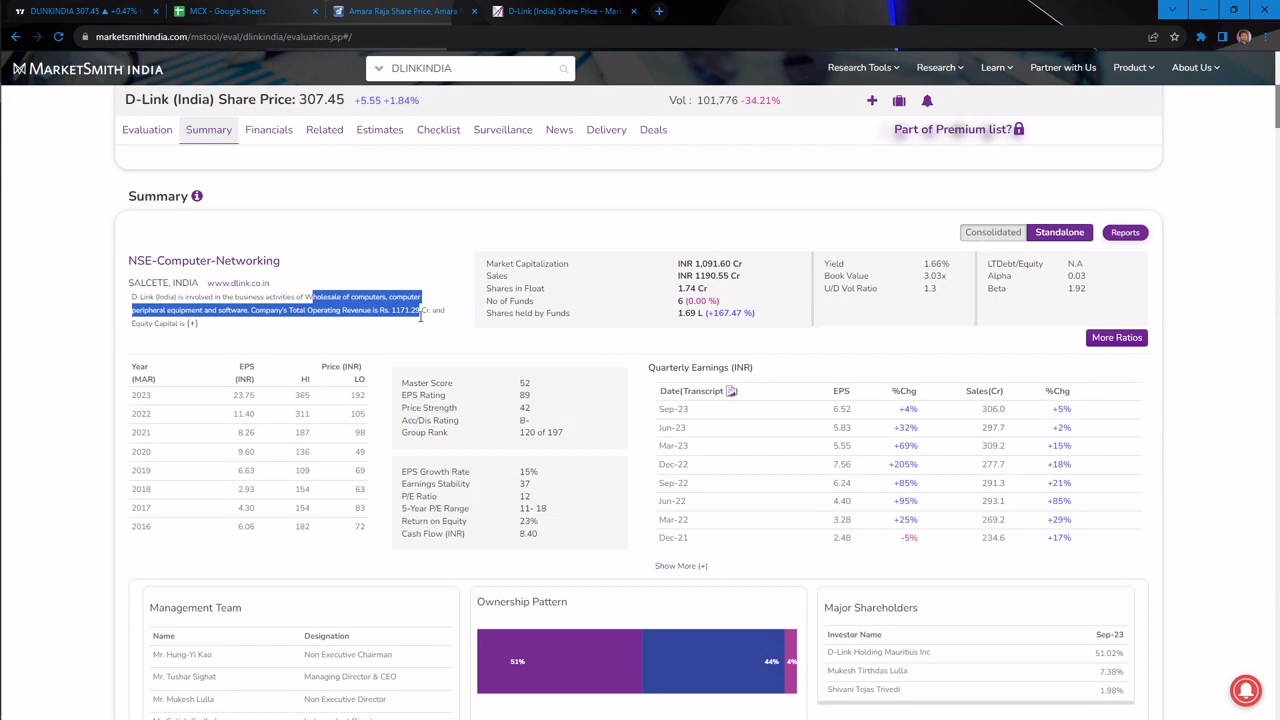 DLINKINDIA 307.45 ▲ +0.47%
MCX - Google Sheets
Amara Raja Share Price, Amara
D-Link (India) Share Price - Mar
marketsmithindia.com/mstool/eval/dlinkindia/evaluation.jsp#/
MARKETSMITH INDIA
DLINKINDIA
Research Tools
Research
Learn
Partner with Us
Product
About Us
D-Link (India) Share Price: 307.45 +5.55 +1.84%
Vol : 101,776 -34.21%
Evaluation Summary Financials Related Estimates Checklist Surveillance News Delivery Deals
Part of Premium list?
Summary
Consolidated Standalone Reports
NSE-Computer-Networking
SALCETE, INDIA www.dlink.co.in
D-Link (India) is involved in the business activities of Wholesale of computers, computer
peripheral equipment and software. Company's Total Operating Revenue is Rs. 1171.29 Cr. and
Equity Capital is (+)
Market Capitalization INR 1,091.60 Cr
Sales INR 1190.55 Cr
Shares in Float 1.74 Cr
No of Funds 6 (0.00 %)
Shares held by Funds 1.69 L (+167.47 %)
Yield 1.66%
Book Value 3.03x
U/D Vol Ratio 1.3
LTDebt/Equity N.A
Alpha 0.03
Beta 1.92
More Ratios
Year EPS Price (INR)
(MAR) (INR) HI LO
2023 23.75 365 192
2022 11.40 311 105
2021 8.26 187 98
2020 9.60 136 49
2019 6.63 109 69
2018 2.93 154 63
2017 4.30 154 83
2016 6.06 182 72
Master Score 52
EPS Rating 89
Price Strength 42
Acc/Dis Rating B-
Group Rank 120 of 197
EPS Growth Rate 15%
Earnings Stability 37
P/E Ratio 12
5-Year P/E Range 11- 18
Return on Equity 23%
Cash Flow (INR) 8.40
Quarterly Earnings (INR)
Date(Transcript EPS %Chg Sales(Cr) %Chg
Sep-23 6.52 +4% 306.0 +5%
Jun-23 5.83 +32% 297.7 +2%
Mar-23 5.55 +69% 309.2 +15%
Dec-22 7.56 +205% 277.7 +18%
Sep-22 6.24 +85% 291.3 +21%
Jun-22 4.40 +95% 293.1 +85%
Mar-22 3.28 +25% 269.2 +29%
Dec-21 2.48 -5% 234.6 +17%
Show More (+)
Management Team
Name Designation
Mr. Hung-Yi Kao Non Executive Chairman
Mr. Tushar Sighat Managing Director & CEO
Mr. Mukesh Lulla Non Executive Director
Ownership Pattern
51% 44% 4%
Major Shareholders
Investor Name Sep-23
D-Link Holding Mauritius Inc 51.02%
Mukesh Tirthdas Lulla 7.38%
Shivani Tejas Trivedi 1.98%